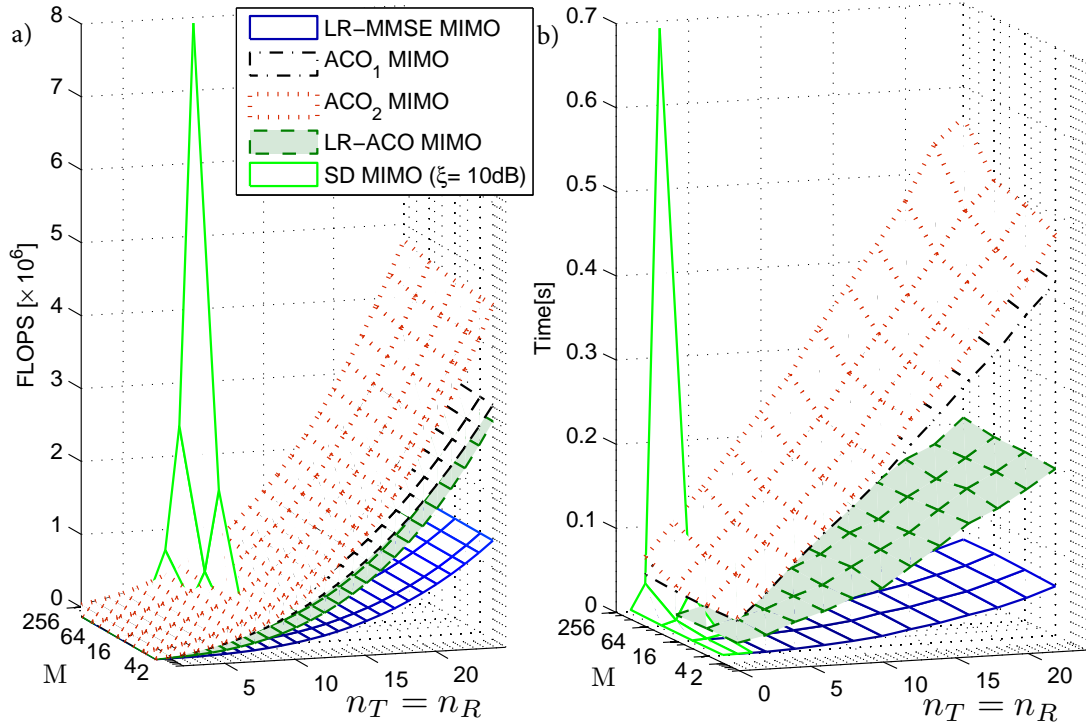 a)
8
7
6
5
4
3
2
1
0
FLOPS [× 10^6]
256
64
16
4
2
M
5
10
15
20
n_T = n_R
LR−MMSE MIMO
ACO_1 MIMO
ACO_2 MIMO
LR−ACO MIMO
SD MIMO (ξ= 10dB)
b)
0.7
0.6
0.5
0.4
0.3
0.2
0.1
0
Time[s]
256
64
16
4
2
M
0
5
10
15
20
n_T = n_R